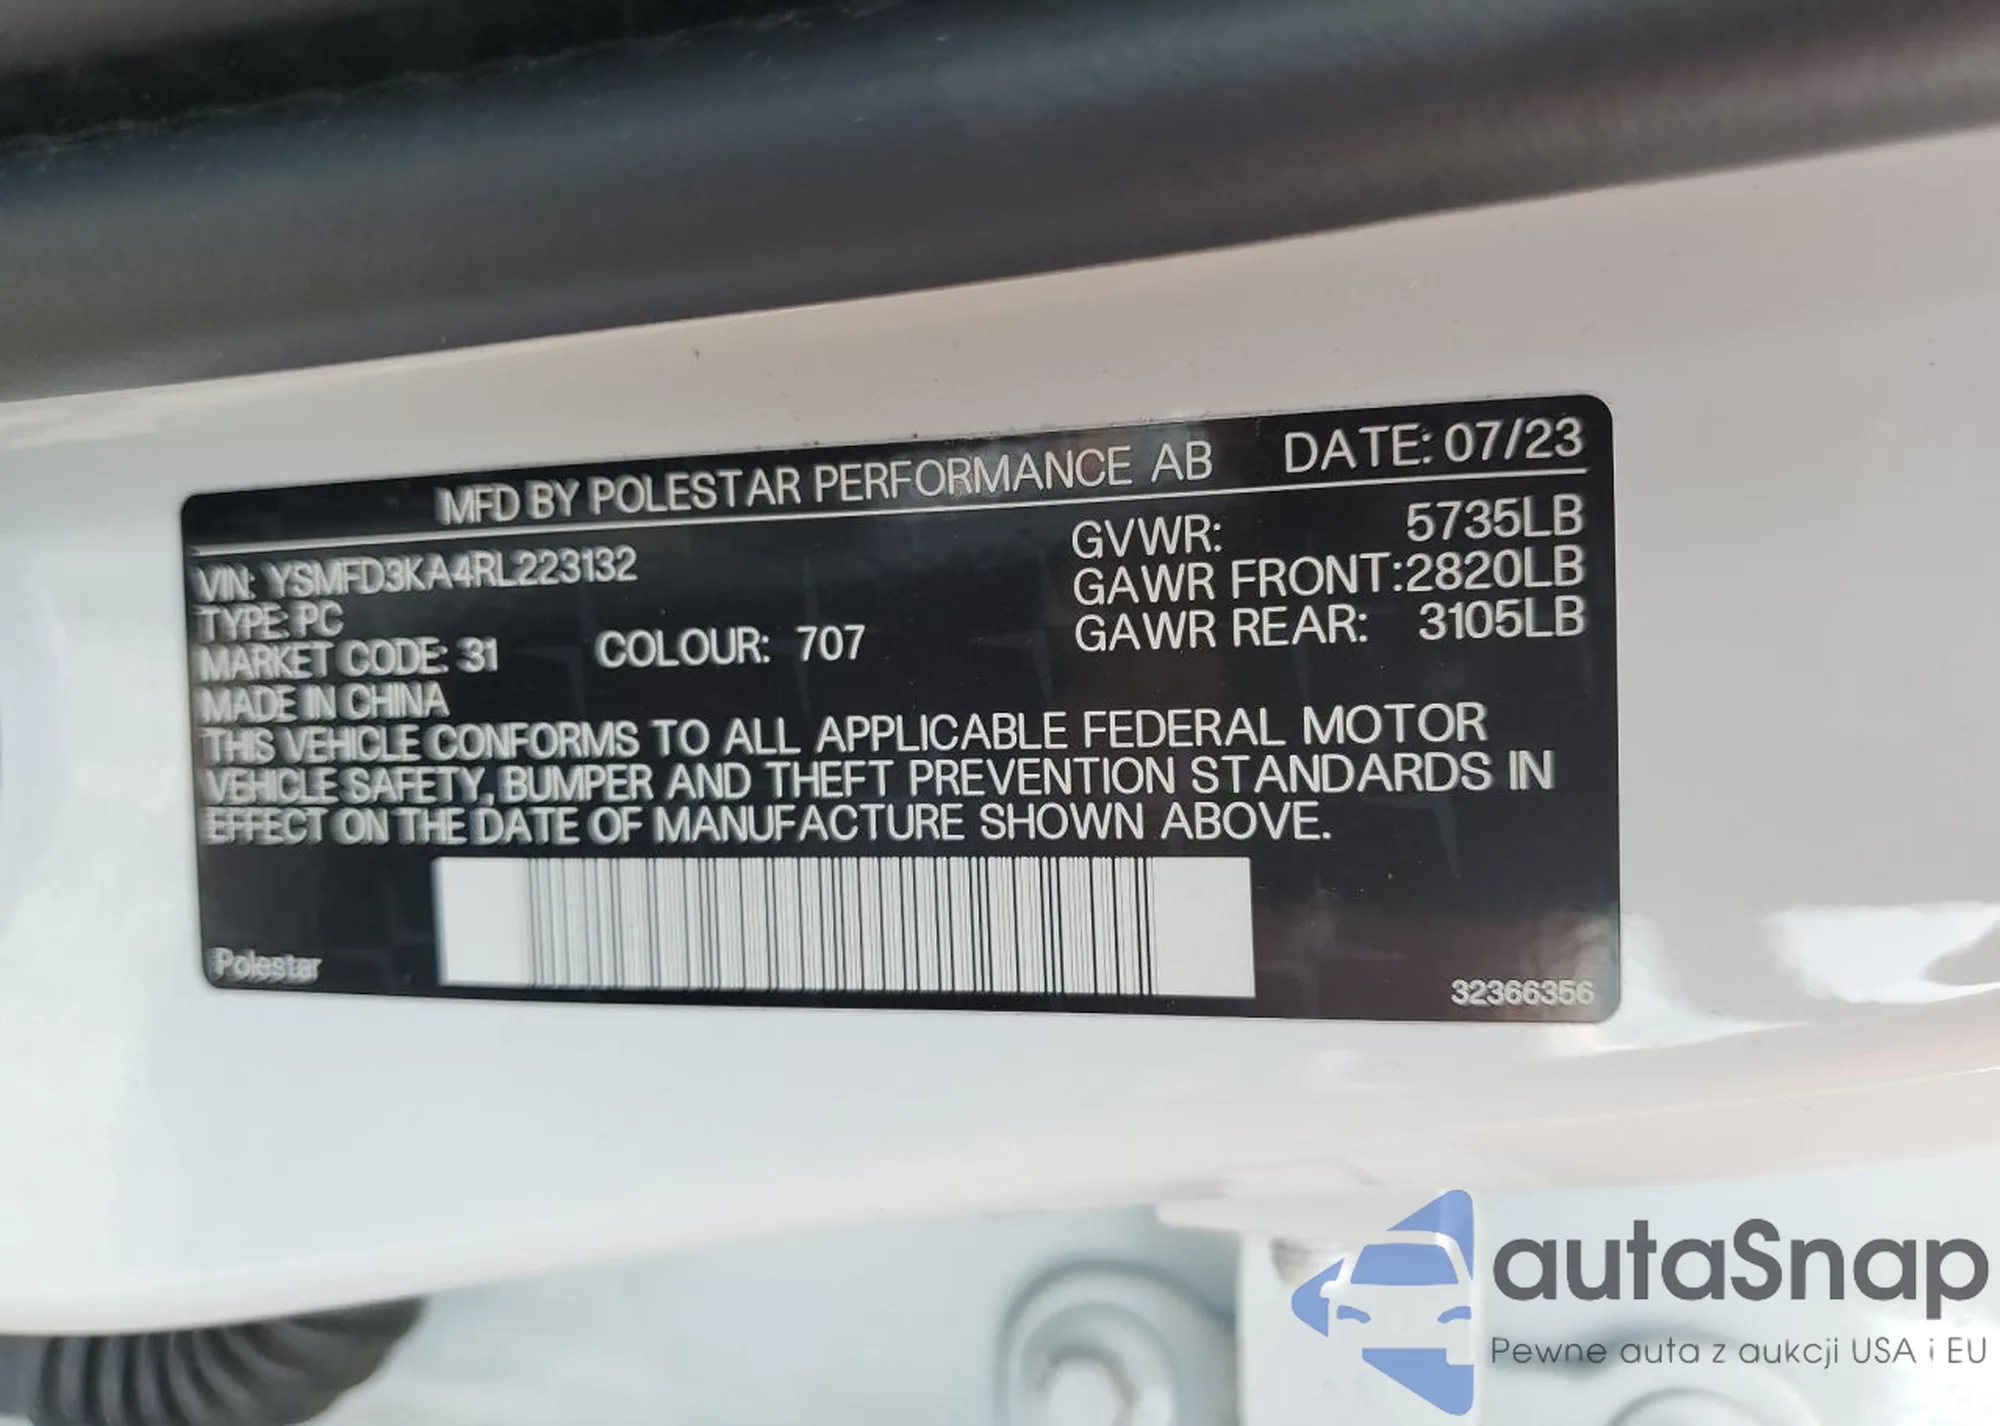 MFD BY POLESTAR PERFORMANCE AB DATE: 07/23
VIN: YSMFD3KA4RL223132
TYPE: PC
MARKET CODE: 31 COLOUR: 707
MADE IN CHINA
GVWR: 5735LB
GAWR FRONT:2820LB
GAWR REAR: 3105LB
THIS VEHICLE CONFORMS TO ALL APPLICABLE FEDERAL MOTOR
VEHICLE SAFETY, BUMPER AND THEFT PREVENTION STANDARDS IN
EFFECT ON THE DATE OF MANUFACTURE SHOWN ABOVE.
Polestar
32366356
autaSnap
Pewne auta z aukcji USA i EU